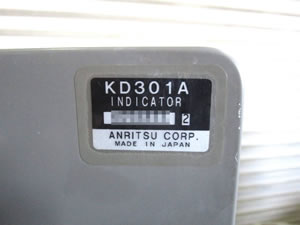 KD301A
INDICATOR
2
ANRITSU CORP.
MADE IN JAPAN